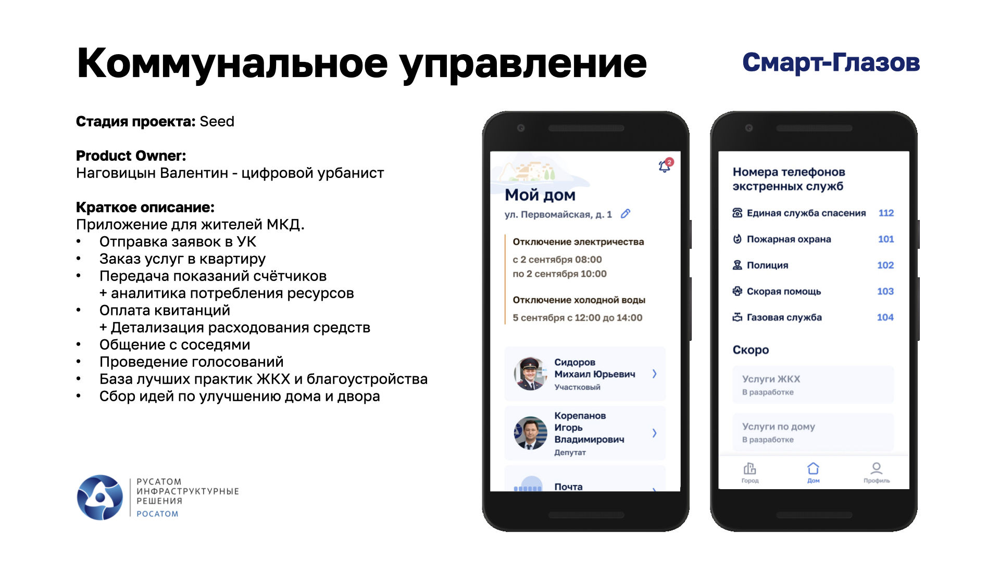 Коммунальное управление
Смарт-Глазов
Стадия проекта: Seed
Product Owner:
Наговицын Валентин - цифровой урбанист
Краткое описание:
Приложение для жителей МКД.
• Отправка заявок в УК
• Заказ услуг в квартиру
• Передача показаний счётчиков
+ аналитика потребления ресурсов
• Оплата квитанций
+ Детализация расходования средств
• Общение с соседями
• Проведение голосований
• База лучших практик ЖКХ и благоустройства
• Сбор идей по улучшению дома и двора
РУСАТОМ
ИНФРАСТРУКТУРНЫЕ
РЕШЕНИЯ
РОСАТОМ
2
Мой дом
ул. Первомайская, д. 1
Отключение электричества
с 2 сентября 08:00
по 2 сентября 10:00
Отключение холодной воды
5 сентября с 12:00 до 14:00
Сидоров
Михаил Юрьевич
Участковый
Корепанов
Игорь
Владимирович
Депутат
Почта
Номера телефонов
экстренных служб
Единая служба спасения 112
Пожарная охрана 101
Полиция 102
Скорая помощь 103
Газовая служба 104
Скоро
Услуги ЖКХ
В разработке
Услуги по дому
В разработке
Город Дом Профиль